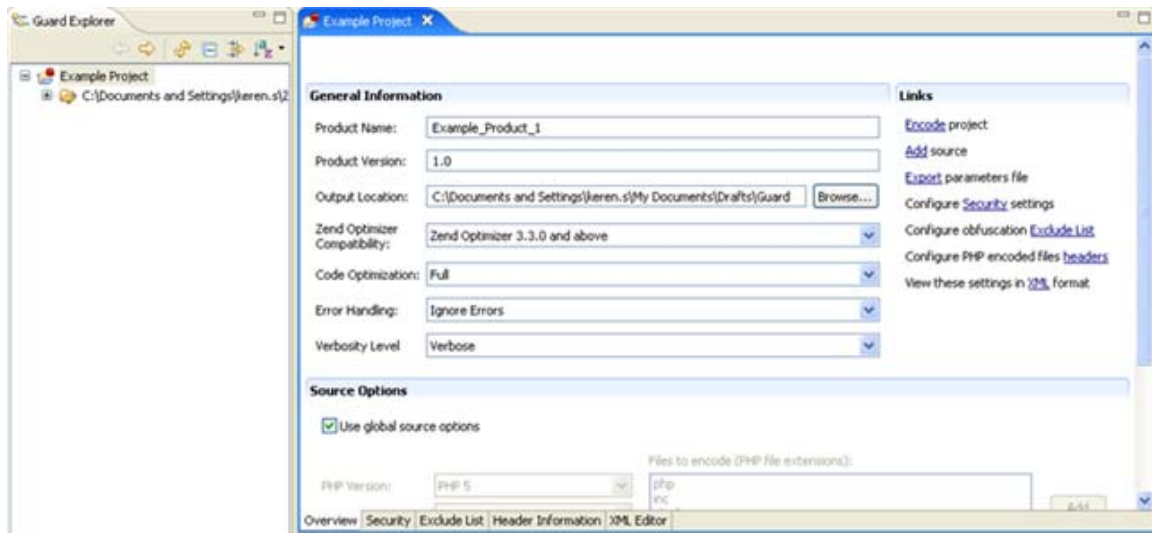 Guard Explorer
Example Project
C:\Documents and Settings\keren.s\2
Example Project
General Information
Product Name: Example_Product_1
Product Version: 1.0
Output Location: C:\Documents and Settings\keren.s\My Documents\Drafts\Guard Browse...
Zend Optimizer
Compatibility: Zend Optimizer 3.3.0 and above
Code Optimization: Full
Error Handling: Ignore Errors
Verbosity Level Verbose
Links
Encode project
Add source
Export parameters file
Configure Security settings
Configure obfuscation Exclude List
Configure PHP encoded files headers
View these settings in XML format
Source Options
Use global source options
Files to encode (PHP file extensions):
PHP Version: PHP 5
php
inc
Add
Overview Security Exclude List Header Information XML Editor